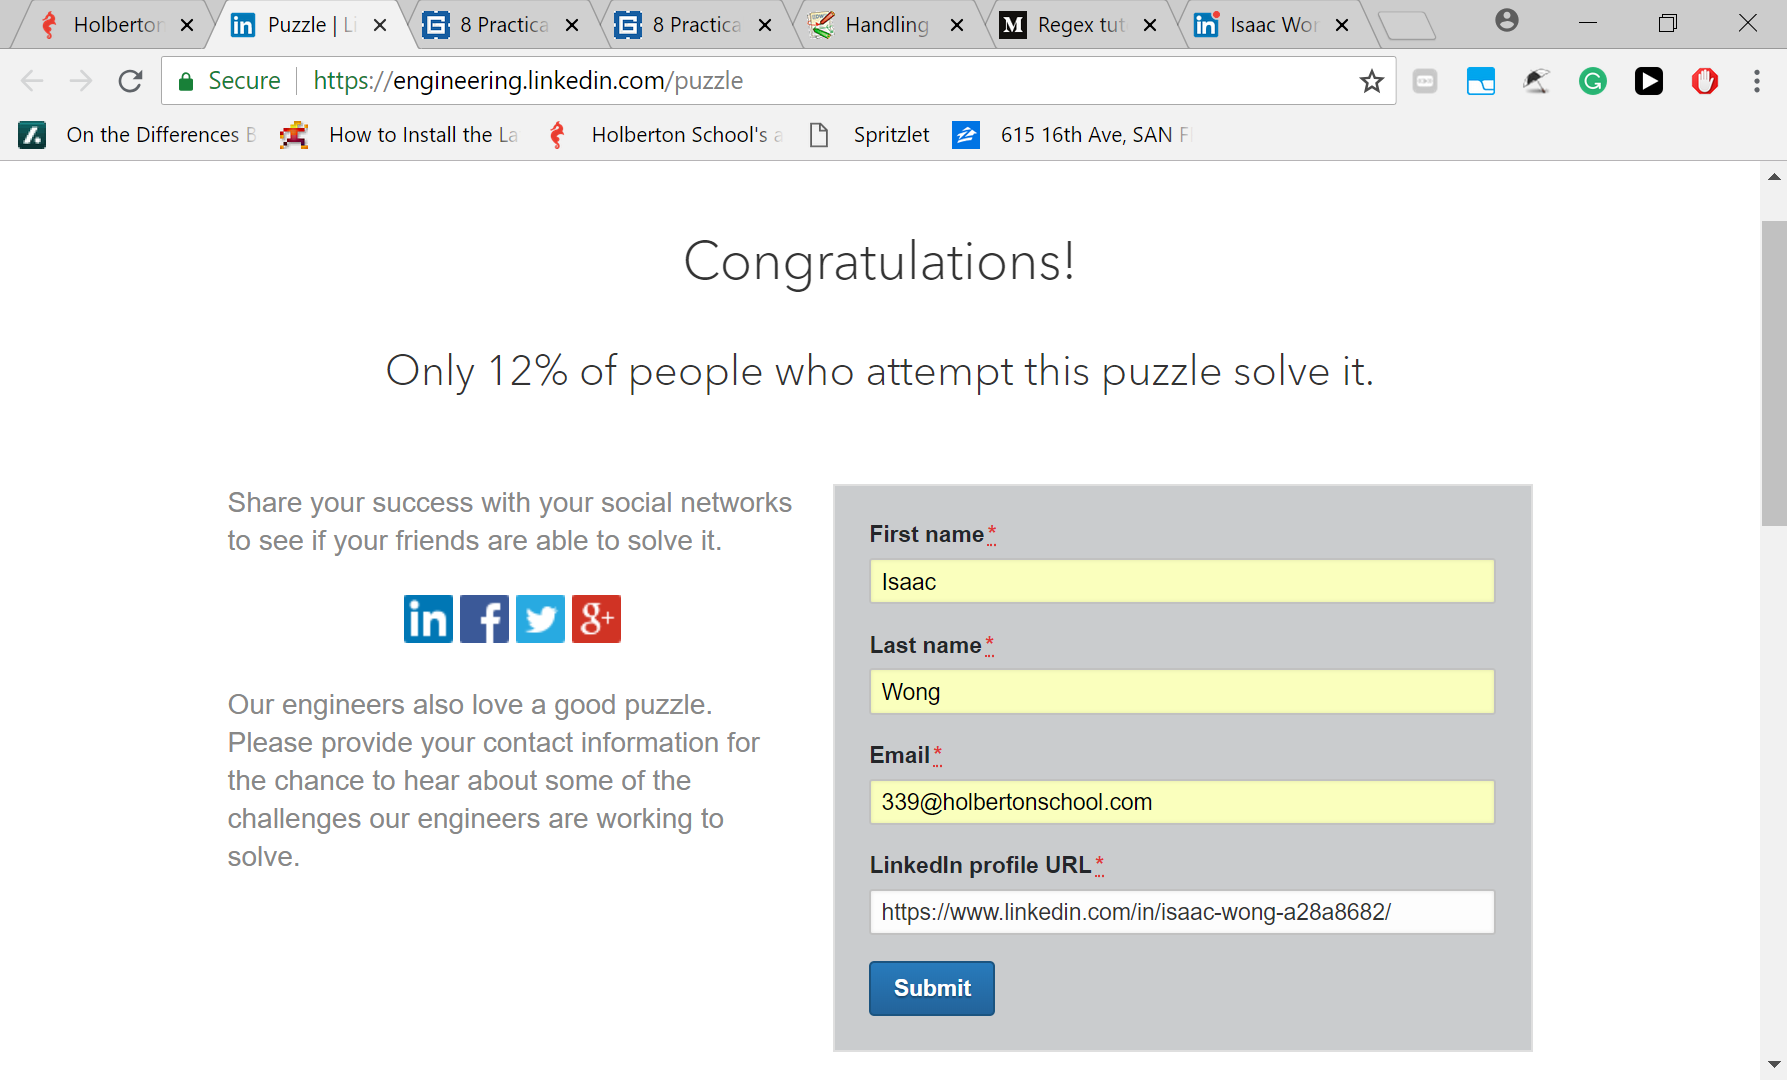 Holberton
Puzzle | Li
8 Practica
8 Practica
Handling
Regex tut
Isaac Wor
Secure
https://engineering.linkedin.com/puzzle
On the Differences B
How to Install the La
Holberton School's a
Spritzlet
615 16th Ave, SAN F
Congratulations!
Only 12% of people who attempt this puzzle solve it.
Share your success with your social networks
to see if your friends are able to solve it.
in f g+
Our engineers also love a good puzzle.
Please provide your contact information for
the chance to hear about some of the
challenges our engineers are working to
solve.
First name*
Isaac
Last name*
Wong
Email*
339@holbertonschool.com
LinkedIn profile URL*
https://www.linkedin.com/in/isaac-wong-a28a8682/
Submit